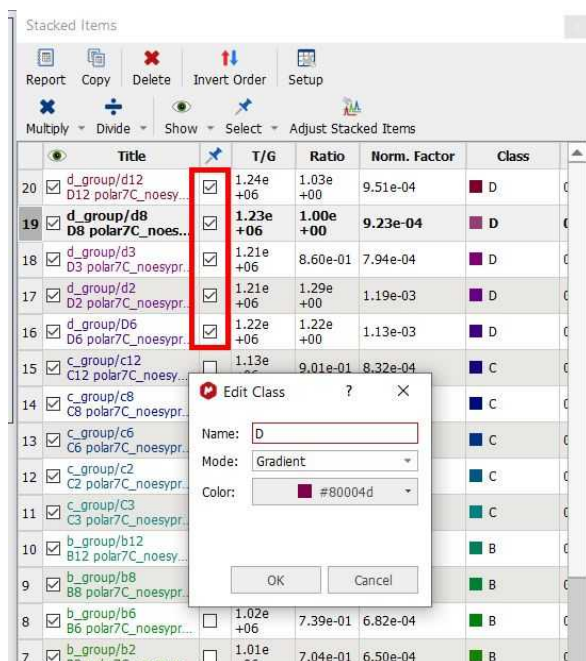 Stacked Items
Report Copy Delete Invert Order Setup
Multiply Divide Show Select Adjust Stacked Items
Title T/G Ratio Norm. Factor Class
20 d_group/d12 1.24e 1.03e 9.51e-04 D
D12 polar7C_noesy... +06 +00
19 d_group/d8 1.23e 1.00e 9.23e-04 D
D8 polar7C_noes... +06 +00
18 d_group/d3 1.21e 8.60e-01 7.94e-04 D
D3 polar7C_noesypr... +06
17 d_group/d2 1.21e 1.29e 1.19e-03 D
D2 polar7C_noesypr... +06 +00
16 d_group/D6 1.22e 1.22e 1.13e-03 D
D6 polar7C_noesypr... +06 +00
15 c_group/c12 1.13e 9.01e-01 8.32e-04 C
C12 polar7C_noesy...
14 c_group/c8 C
C8 polar7C_noesypr...
13 c_group/c6 C
C6 polar7C_noesypr...
12 c_group/c2 C
C2 polar7C_noesypr...
11 c_group/C3 C
C3 polar7C_noesypr...
10 b_group/b12 B
B12 polar7C_noesy...
9 b_group/b8 B
B8 polar7C_noesypr...
8 b_group/b6 1.02e 7.39e-01 6.82e-04 B
B6 polar7C_noesypr... +06
7 b_group/b2 1.01e 7.04e-01 6.50e-04 B
Edit Class ? ×
Name: D
Mode: Gradient
Color: #80004d
OK Cancel